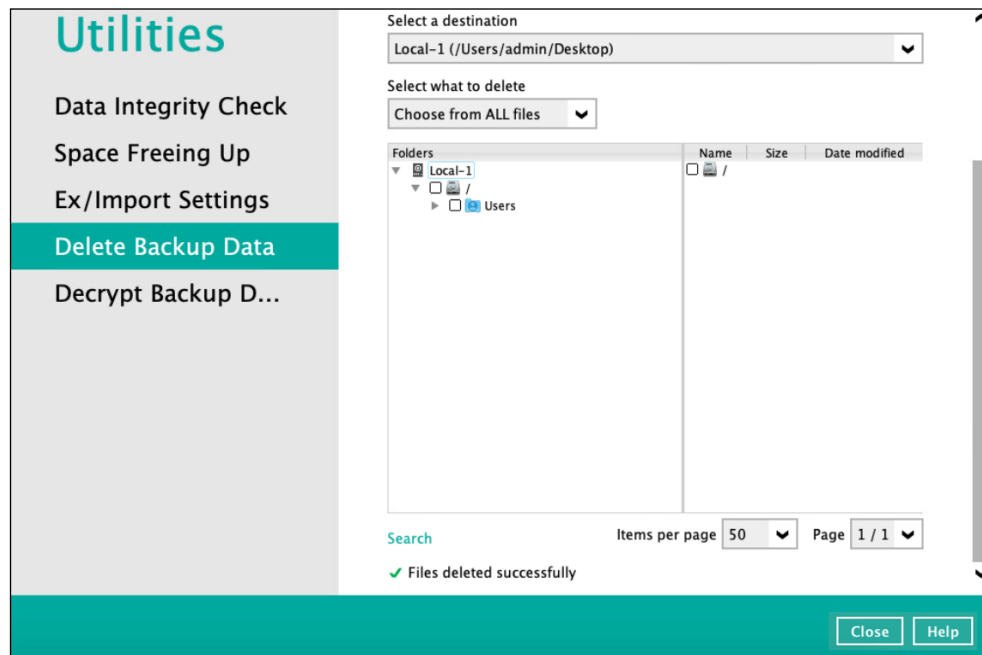 Utilities
Data Integrity Check
Space Freeing Up
Ex/Import Settings
Delete Backup Data
Decrypt Backup D...
Select a destination
Local-1 (/Users/admin/Desktop)
Select what to delete
Choose from ALL files
Folders
Local-1
/
Users
Name Size Date modified
/
Search
Items per page 50 Page 1 / 1
Files deleted successfully
Close Help